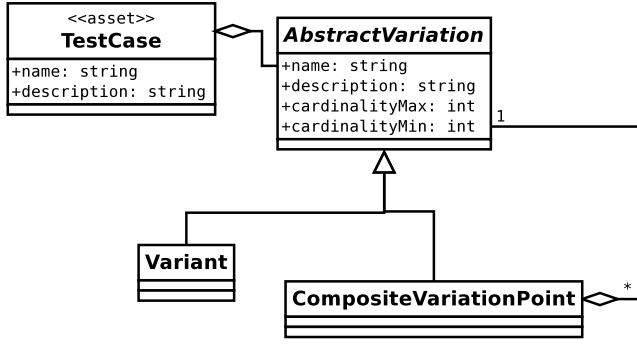 <<asset>>
TestCase
+name: string
+description: string
AbstractVariation
+name: string
+description: string
+cardinalityMax: int
+cardinalityMin: int
1
Variant
CompositeVariationPoint
*